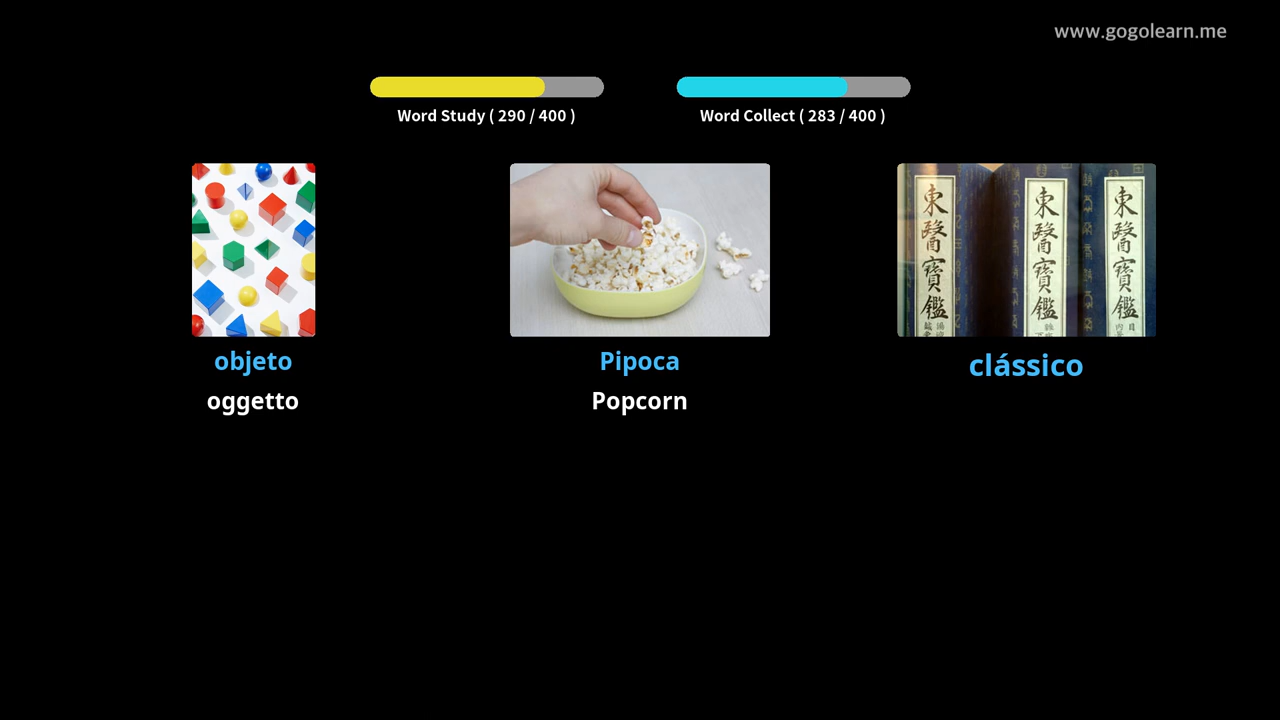 www.gogolearn.me
Word Study ( 290 / 400 )
Word Collect ( 283 / 400 )
東醫寶鑑
東醫寶鑑
東醫寶鑑
objeto
Pipoca
clássico
oggetto
Popcorn